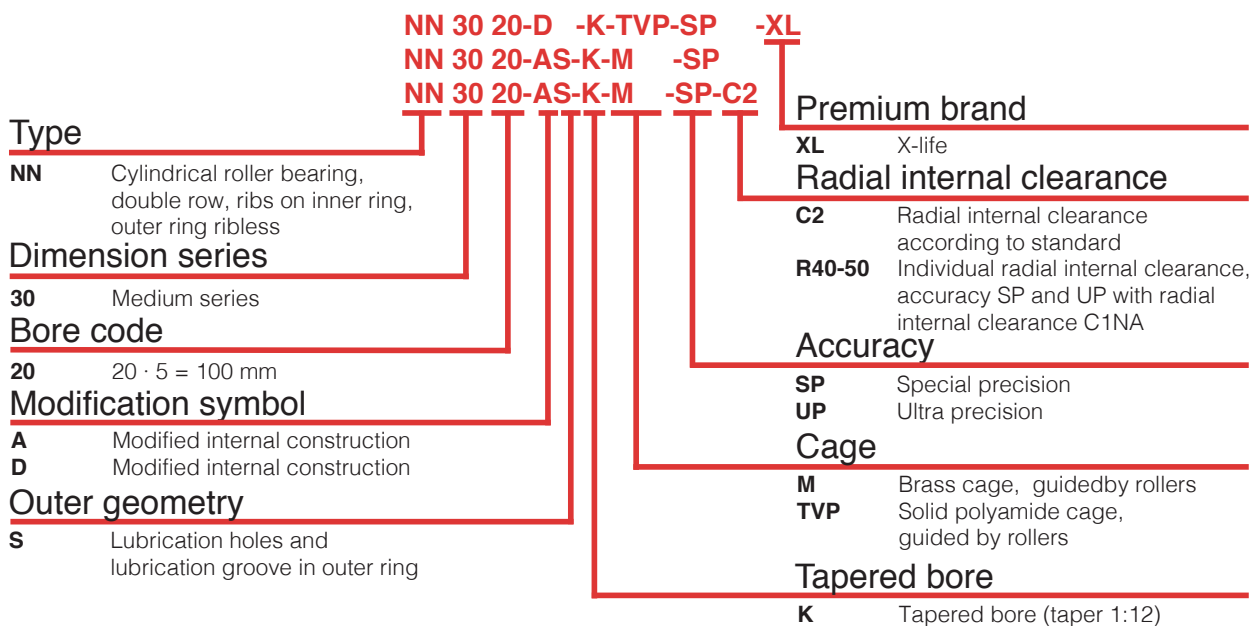 NN 30 20-D -K-TVP-SP -XL
NN 30 20-AS-K-M -SP
NN 30 20-AS-K-M -SP-C2
Type
NN Cylindrical roller bearing,
double row, ribs on inner ring,
outer ring ribless
Dimension series
30 Medium series
Bore code
20 20 · 5 = 100 mm
Modification symbol
A Modified internal construction
D Modified internal construction
Outer geometry
S Lubrication holes and
lubrication groove in outer ring
Premium brand
XL X-life
Radial internal clearance
C2 Radial internal clearance
according to standard
R40-50 Individual radial internal clearance,
accuracy SP and UP with radial
internal clearance C1NA
Accuracy
SP Special precision
UP Ultra precision
Cage
M Brass cage, guidedby rollers
TVP Solid polyamide cage,
guided by rollers
Tapered bore
K Tapered bore (taper 1:12)